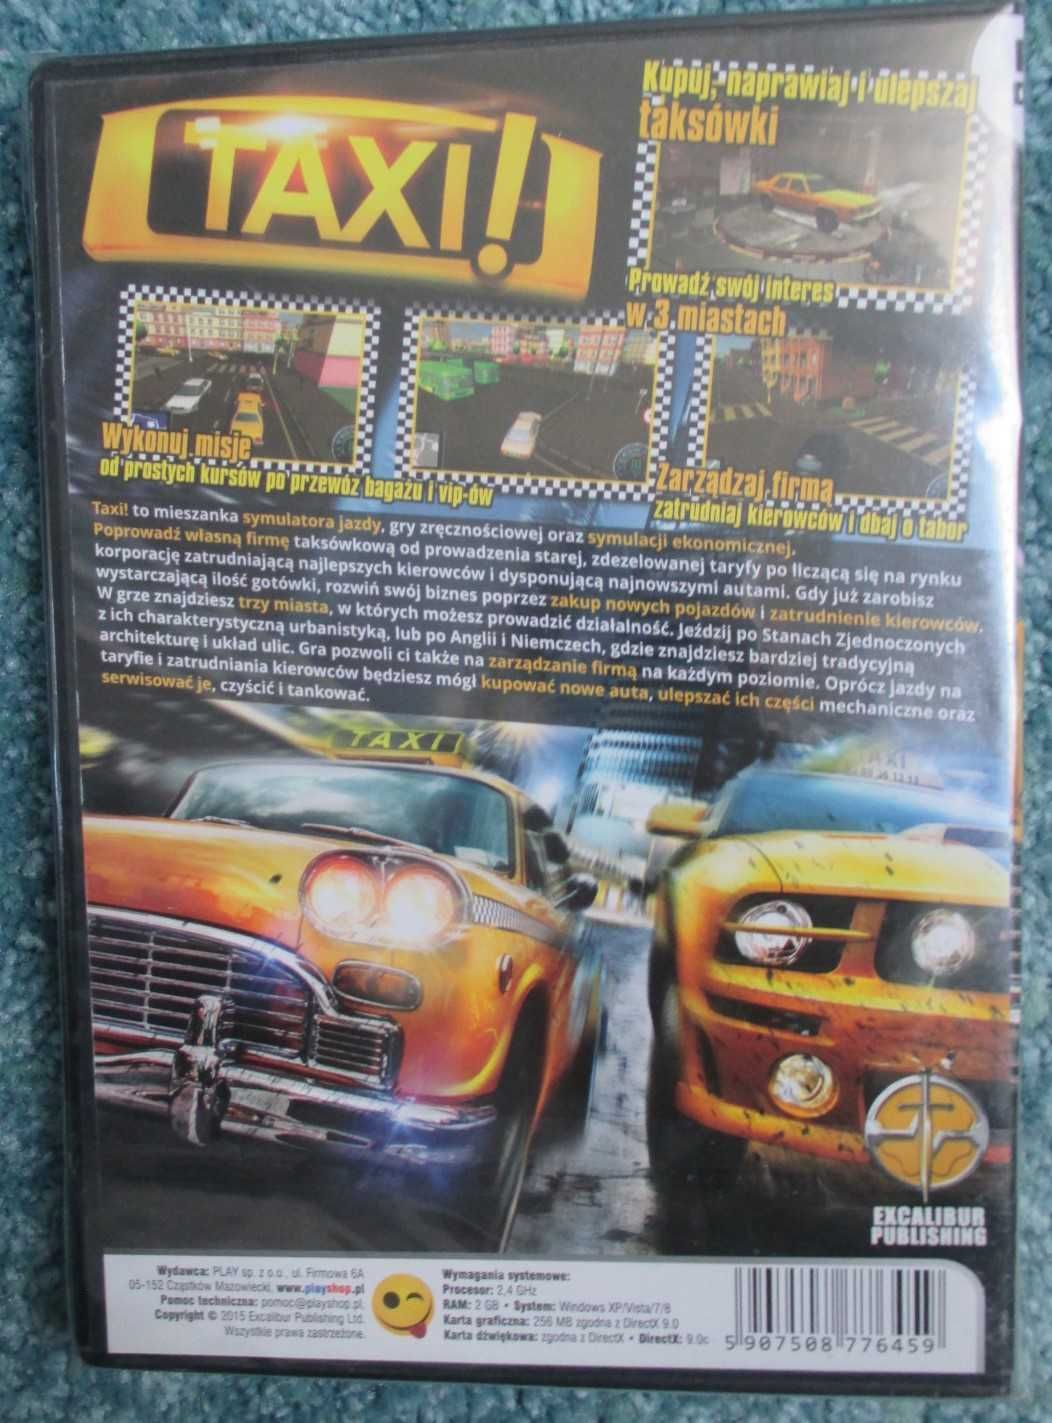 TAXI!
Kupuj, naprawiaj i ulepszaj
taksówki
Prowadź swój interes
w 3 miastach
Wykonuj misje
od prostych kursów po przewóz bagażu i vip-ów
Zarządzaj firmą
zatrudniaj kierowców i dbaj o tabor
Taxi! to mieszanka symulatora jazdy, gry zręcznościowej oraz symulacji ekonomicznej.
Poprowadź własną firmę taksówkową od prowadzenia starej, zdezelowanej taryfy po liczącą się na rynku
korporację zatrudniającą najlepszych kierowców i dysponującą najnowszymi autami. Gdy już zarobisz
wystarczającą ilość gotówki, rozwiń swój biznes poprzez zakup nowych pojazdów i zatrudnienie kierowców.
W grze znajdziesz trzy miasta, w których możesz prowadzić działalność. Jeździj po Stanach Zjednoczonych
z ich charakterystyczną urbanistyką, lub po Anglii i Niemczech, gdzie znajdziesz bardziej tradycyjną
architekturę i układ ulic. Gra pozwoli ci także na zarządzanie firmą na każdym poziomie. Oprócz jazdy na
taryfie i zatrudniania kierowców będziesz mógł kupować nowe auta, ulepszać ich części mechaniczne oraz
serwisować je, czyścić i tankować.
TAXI
TAXI
EXCALIBUR
PUBLISHING
Wydawca: PLAY sp. z o.o., ul. Firmowa 6A
05-152 Cząstków Mazowiecki, www.playshop.pl
Pomoc techniczna: pomoc@playshop.pl,
Copyright © 2015 Excalibur Publishing Ltd.
Wszystkie prawa zastrzeżone.
Wymagania systemowe:
Procesor: 2,4 GHz
RAM: 2 GB • System: Windows XP/Vista/7/8
Karta graficzna: 256 MB zgodna z DirectX 9.0
Karta dźwiękowa: zgodna z DirectX • DirectX: 9.0c
5 907508 776459